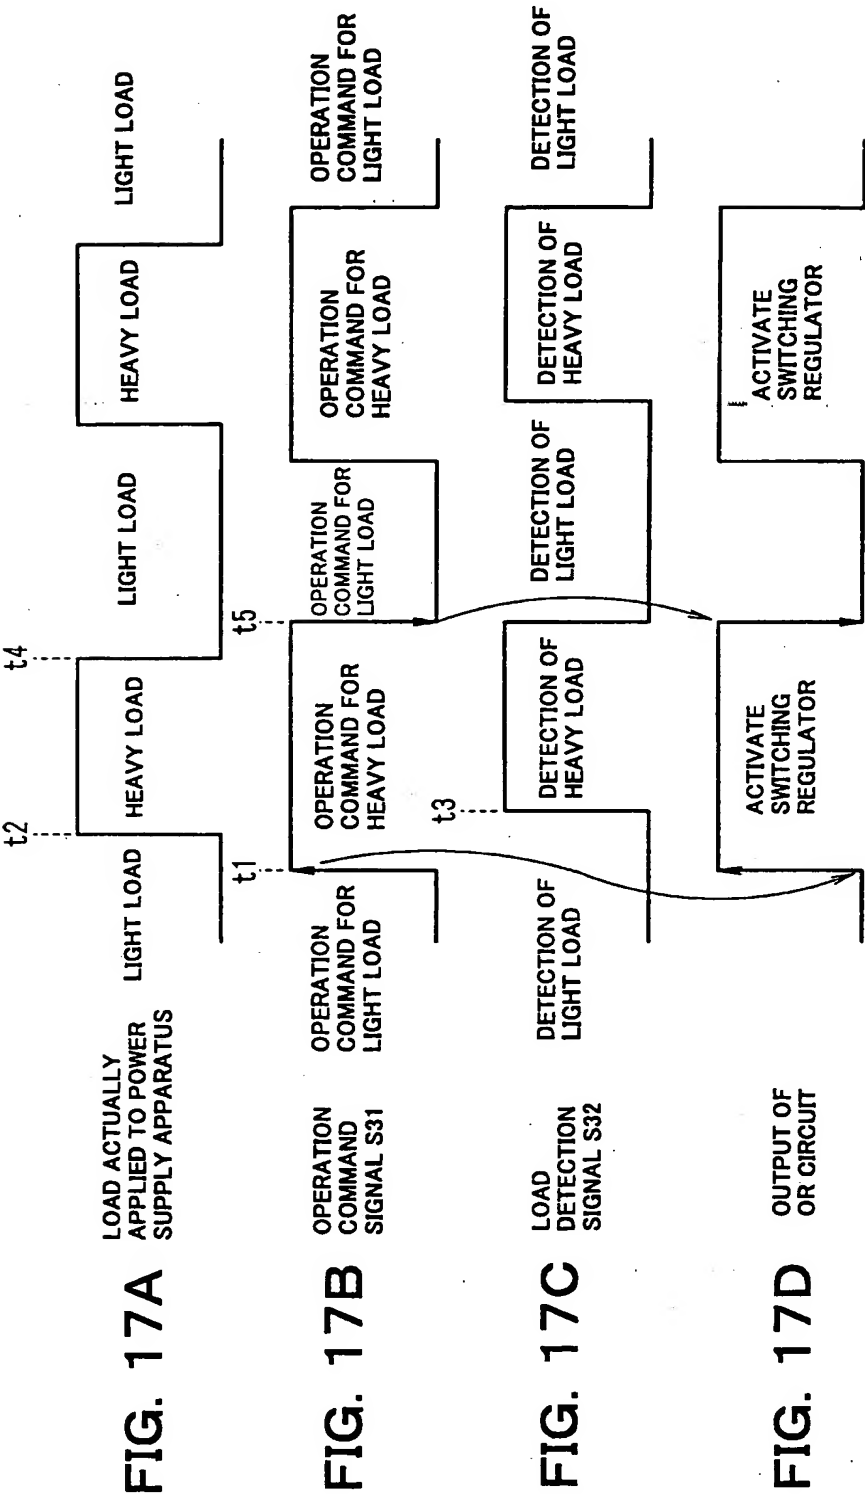 FIG. 17A
LOAD ACTUALLY
APPLIED TO POWER
SUPPLY APPARATUS
LIGHT LOAD
t2
HEAVY LOAD
t4
LIGHT LOAD
HEAVY LOAD
LIGHT LOAD
FIG. 17B
OPERATION
COMMAND
SIGNAL S31
OPERATION
COMMAND FOR
LIGHT LOAD
t1
OPERATION
COMMAND FOR
HEAVY LOAD
t5
OPERATION
COMMAND FOR
LIGHT LOAD
OPERATION
COMMAND FOR
HEAVY LOAD
OPERATION
COMMAND FOR
LIGHT LOAD
FIG. 17C
LOAD
DETECTION
SIGNAL S32
DETECTION OF
LIGHT LOAD
t3
DETECTION OF
HEAVY LOAD
DETECTION OF
LIGHT LOAD
DETECTION OF
HEAVY LOAD
DETECTION OF
LIGHT LOAD
FIG. 17D
OUTPUT OF
OR CIRCUIT
ACTIVATE
SWITCHING
REGULATOR
ACTIVATE
SWITCHING
REGULATOR